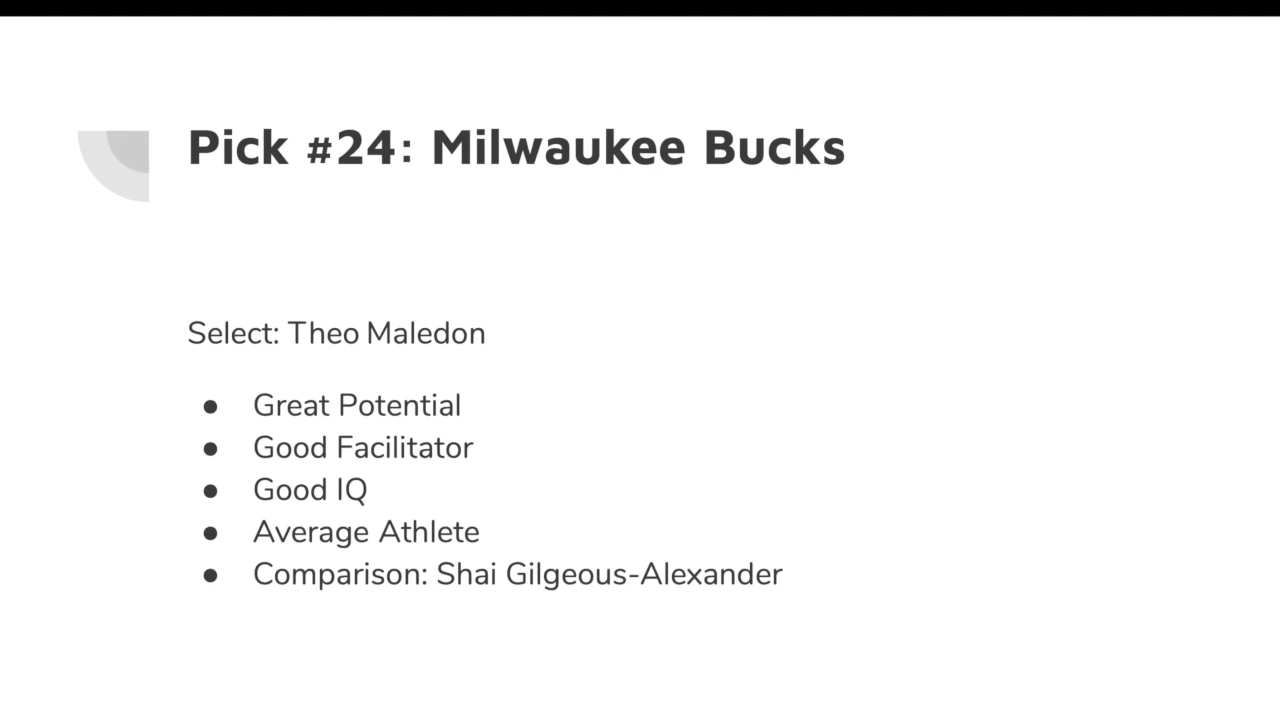 Pick #24: Milwaukee Bucks
Select: Theo Maledon
● Great Potential
● Good Facilitator
● Good IQ
● Average Athlete
● Comparison: Shai Gilgeous-Alexander